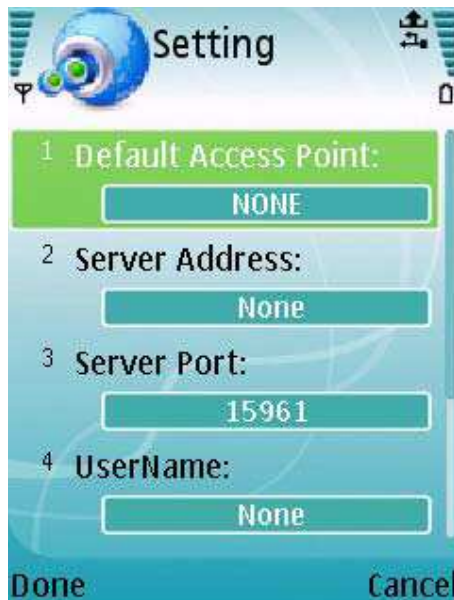 Setting
1 Default Access Point:
NONE
2 Server Address:
None
3 Server Port:
15961
4 UserName:
None
Done Cancel